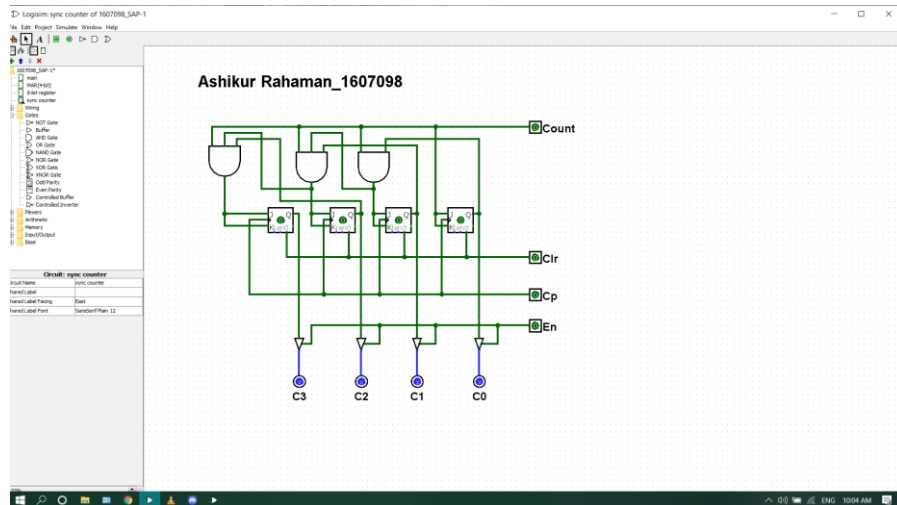 Logisim: sync counter of 1607098_SAP-1
File Edit Project Simulate Window Help
1607098_SAP-1*
main
MAR(4-bit)
8-bit register
sync counter
Wiring
Gates
NOT Gate
Buffer
AND Gate
OR Gate
NAND Gate
NOR Gate
XOR Gate
XNOR Gate
Odd Parity
Even Parity
Controlled Buffer
Controlled Inverter
Plexers
Arithmetic
Memory
Input/Output
Base
Circuit: sync counter
Circuit Name sync counter
Shared Label
Shared Label Facing East
Shared Label Font SansSerif Plain 12
Ashikur Rahaman_1607098
Count
J Q J Q J Q J Q
Clr
Cp
En
C3 C2 C1 C0
ENG 10:04 AM